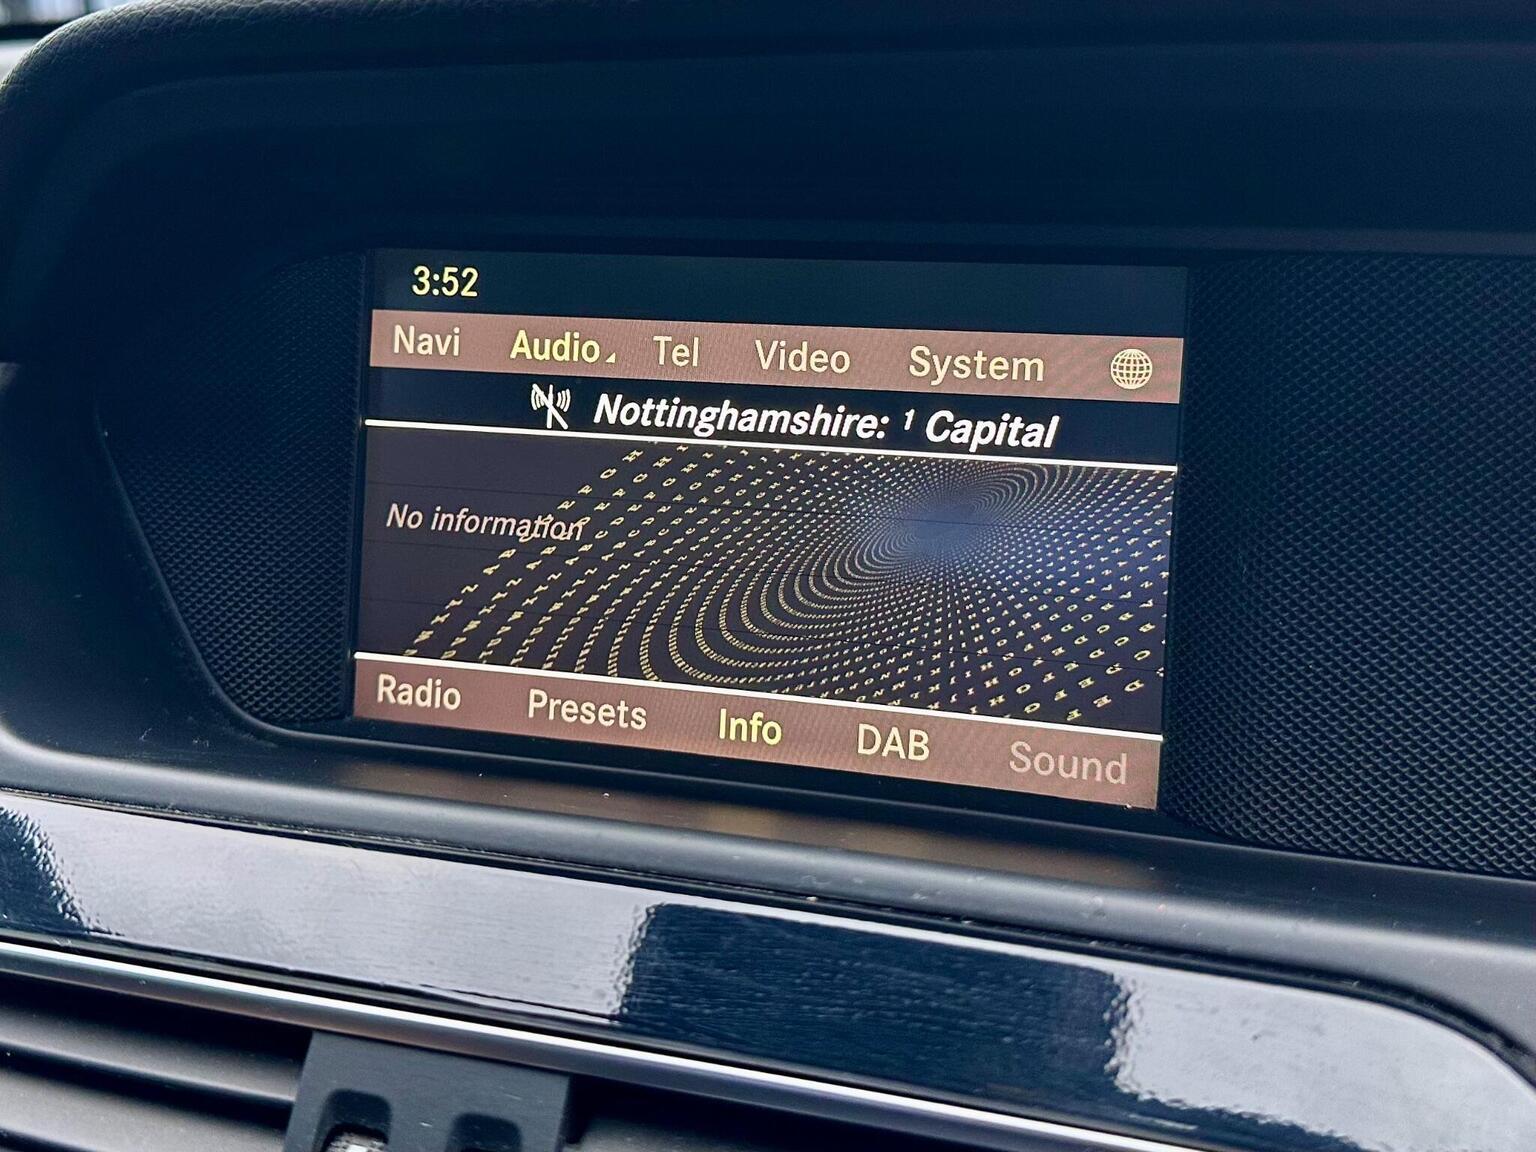 3:52
Navi Audio Tel Video System
Nottinghamshire: 1 Capital
No information
Radio Presets Info DAB Sound